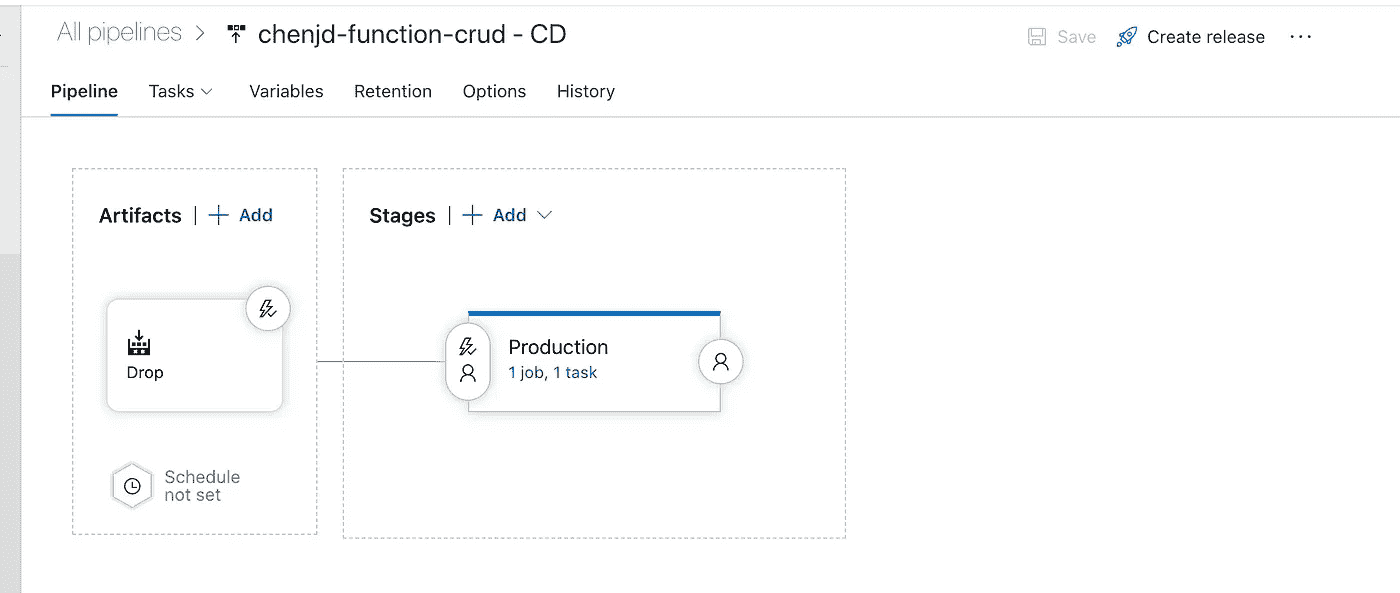 All pipelines > chenjd-function-crud - CD
Save Create release ...
Pipeline Tasks Variables Retention Options History
Artifacts | + Add
Stages | + Add
Drop
Production
1 job, 1 task
Schedule
not set